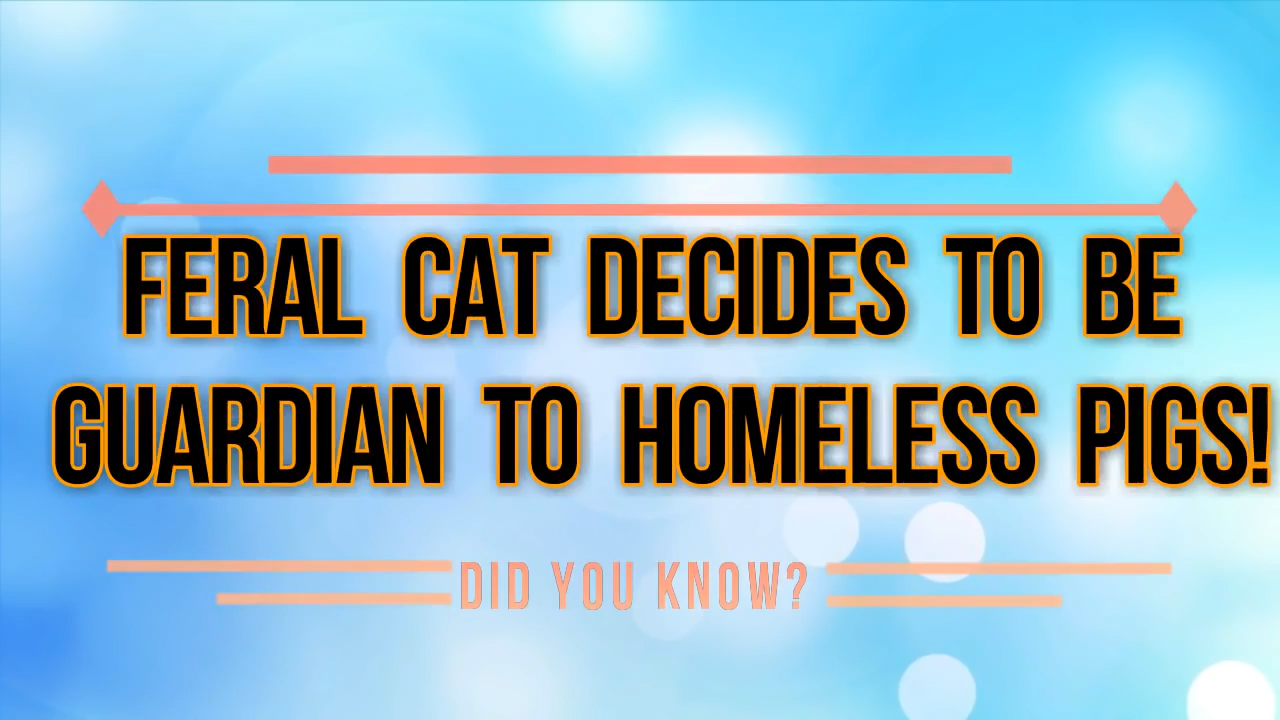 FERAL CAT DECIDES TO BE
GUARDIAN TO HOMELESS PIGS!
DID YOU KNOW?